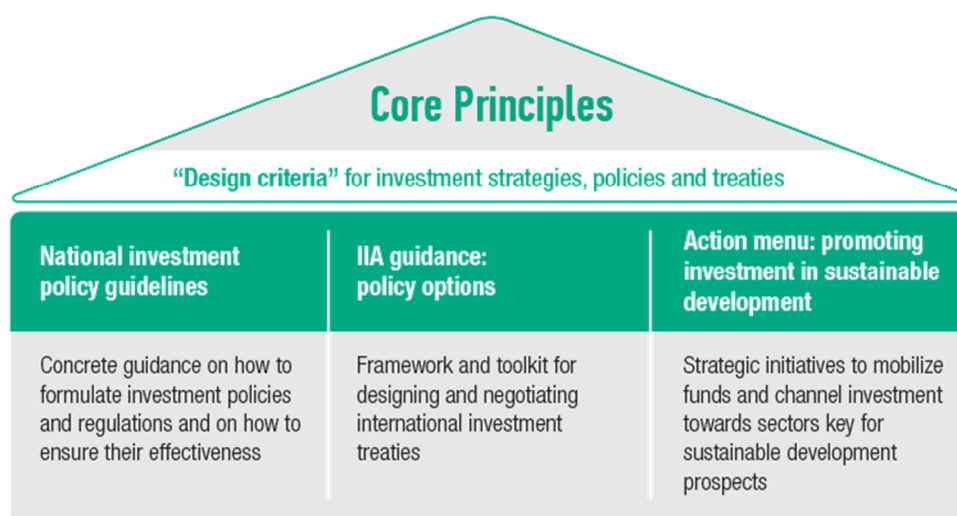 Core Principles
“Design criteria” for investment strategies, policies and treaties
National investment
policy guidelines
Concrete guidance on how to
formulate investment policies
and regulations and on how to
ensure their effectiveness
IIA guidance:
policy options
Framework and toolkit for
designing and negotiating
international investment
treaties
Action menu: promoting
investment in sustainable
development
Strategic initiatives to mobilize
funds and channel investment
towards sectors key for
sustainable development
prospects